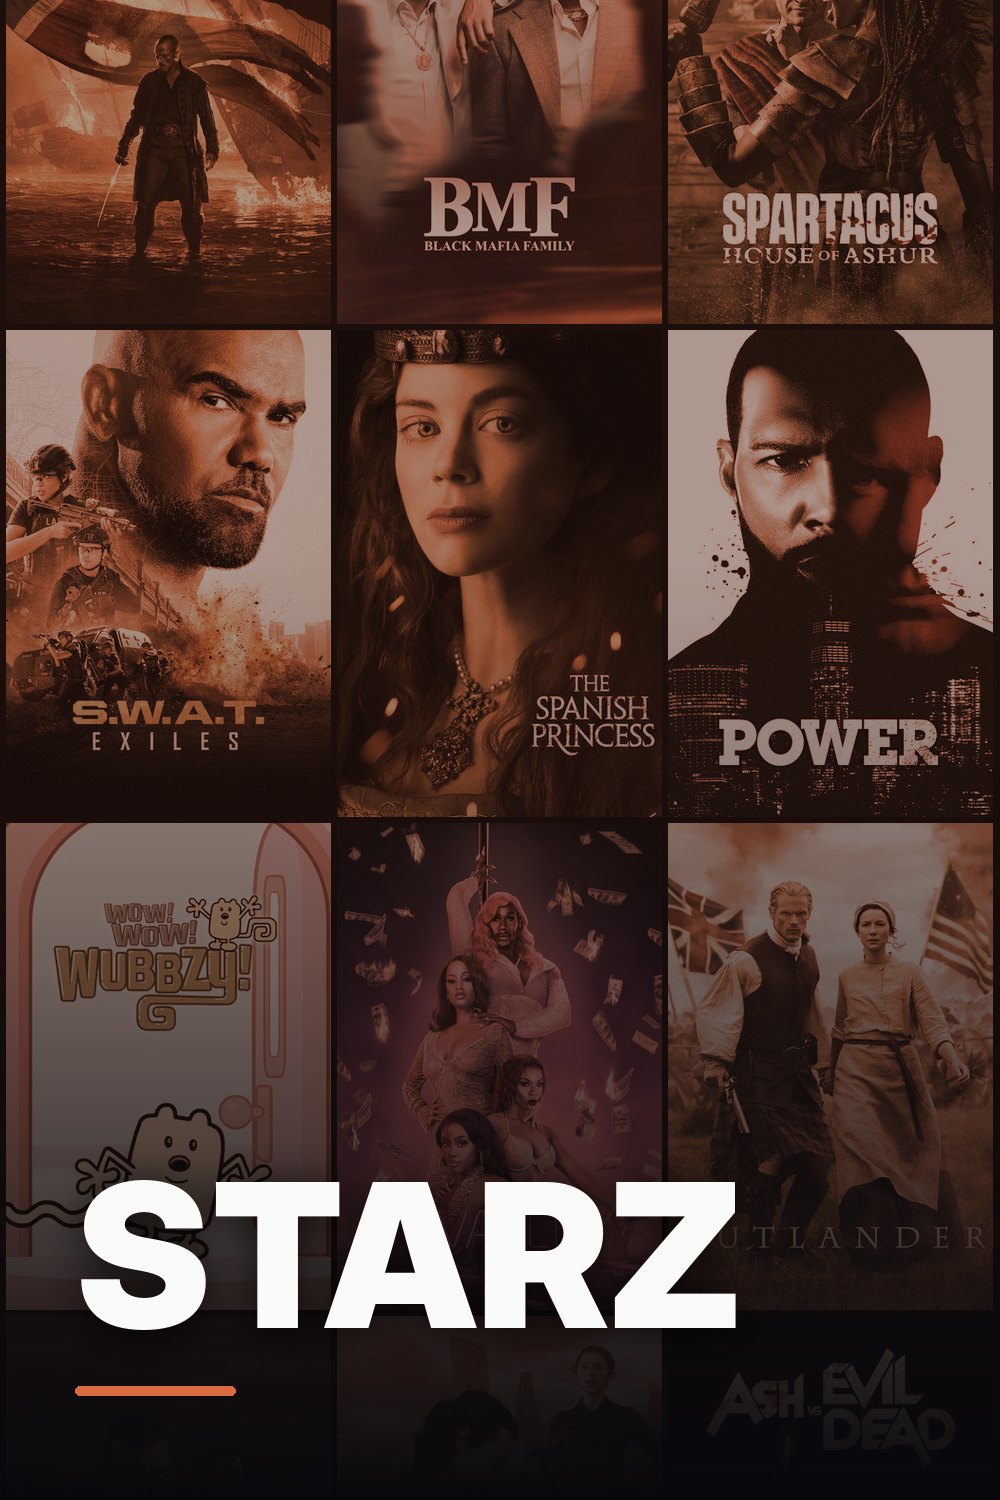 BMF
BLACK MAFIA FAMILY
SPARTACUS
HOUSE OF ASHUR
S.W.A.T.
EXILES
THE
SPANISH
PRINCESS
POWER
WOW!
WOW!
WUBBZY!
OUTLANDER
STARZ
ASH VS EVIL
DEAD